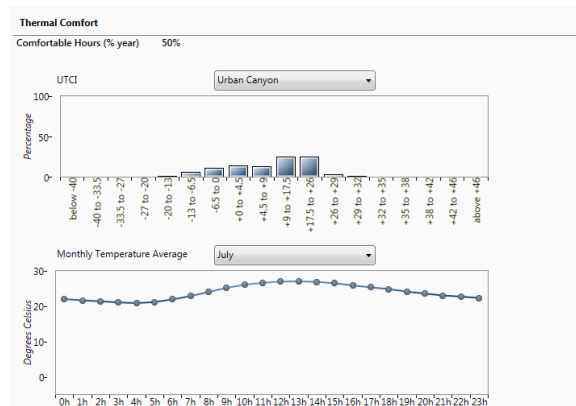 Thermal Comfort
Comfortable Hours (% year) 50%
UTCI Urban Canyon
100-
50-
0-
Percentage
below -40
-40 to -33.5
-33.5 to -27
-27 to -20
-20 to -13
-13 to -6.5
-6.5 to 0
+0 to +4.5
+4.5 to +9
+9 to +17.5
+17.5 to +26
+26 to +29
+29 to +32
+32 to +35
+35 to +38
+38 to +42
+42 to +46
above +46
Monthly Temperature Average July
30-
20-
10-
0-
Degrees Celsius
0h 1h 2h 3h 4h 5h 6h 7h 8h 9h 10h 11h 12h 13h 14h 15h 16h 17h 18h 19h 20h 21h 22h 23h